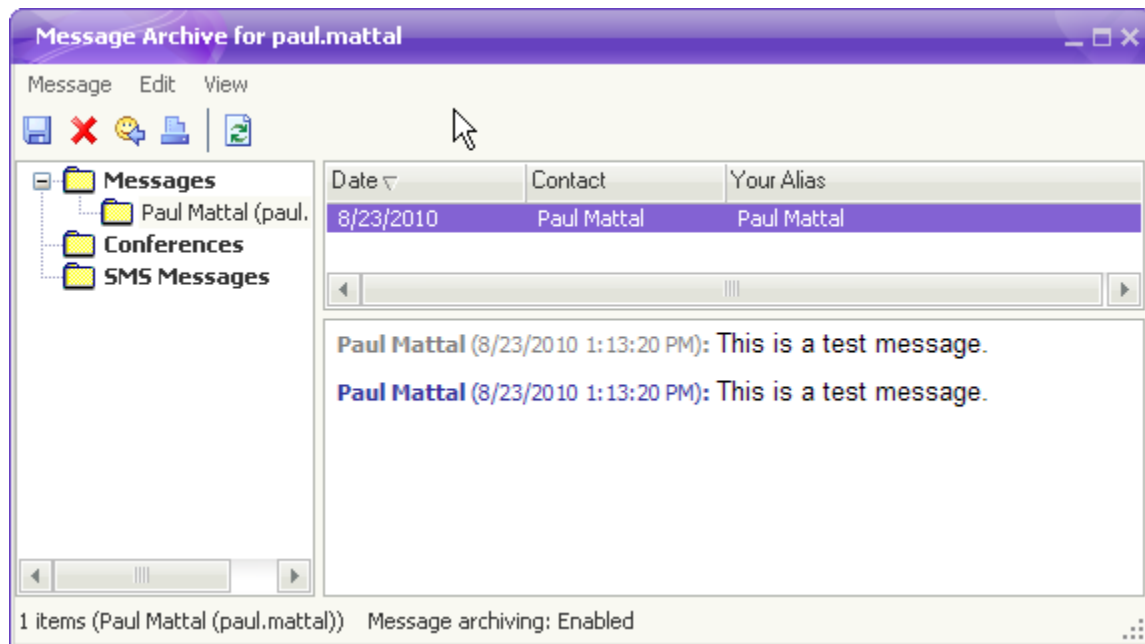 Message Archive for paul.mattal
Message Edit View
Messages
Paul Mattal (paul.
Conferences
SMS Messages
Date Contact Your Alias
8/23/2010 Paul Mattal Paul Mattal
Paul Mattal (8/23/2010 1:13:20 PM): This is a test message.
Paul Mattal (8/23/2010 1:13:20 PM): This is a test message.
1 items (Paul Mattal (paul.mattal)) Message archiving: Enabled